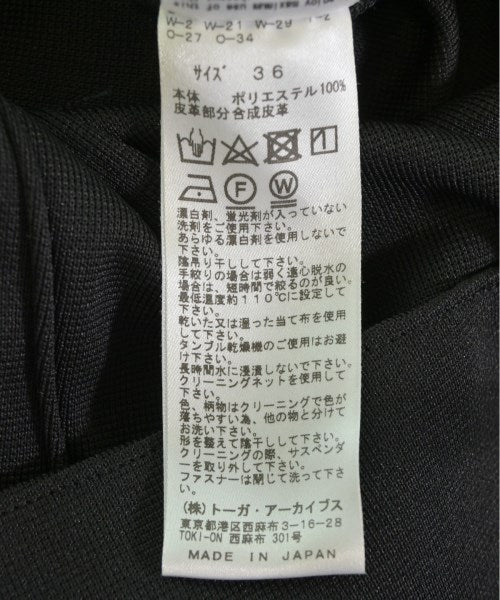 W-2 W-21 W-29 T-2
O-27 O-34
サイズ 36
本体 ポリエステル100%
皮革部分合成皮革
F W
漂白剤、蛍光剤が入っていない
洗剤をご使用下さい。
あらゆる漂白剤を使用しないで
下さい。
陰吊り干しして下さい。
手絞りの場合は弱く遠心脱水の
場合は、短時間で絞るのが良い。
最低温度約110℃に設定して
下さい。
乾いた又は湿った当て布を使用
して下さい。
タンブル乾燥機のご使用はお避
け下さい。
長時間水に浸漬しないで下さい。
クリーニングネットを使用して
下さい。
色、柄物はクリーニングで色が
落ちやすい為、他の物と分けて
お洗い下さい。
形を整えて陰干しして下さい。
クリーニングの際、サスペンダ
ーを取り外して下さい。
ファスナーは閉じて洗って下さ
い。
(株)トーガ・アーカイブス
東京都港区西麻布3-16-28
TOKI-ON 西麻布 301号
MADE IN JAPAN